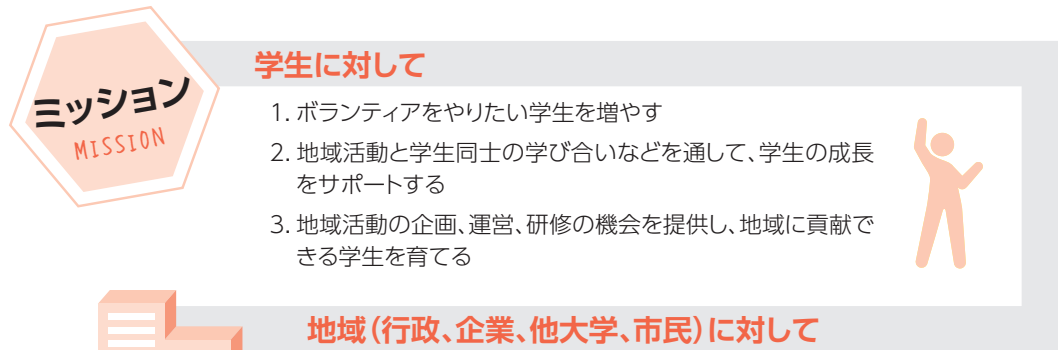 ミッション
MISSION
学生に対して
1. ボランティアをやりたい学生を増やす
2. 地域活動と学生同士の学び合いなどを通して、学生の成長
をサポートする
3. 地域活動の企画、運営、研修の機会を提供し、地域に貢献で
きる学生を育てる
地域（行政、企業、他大学、市民）に対して